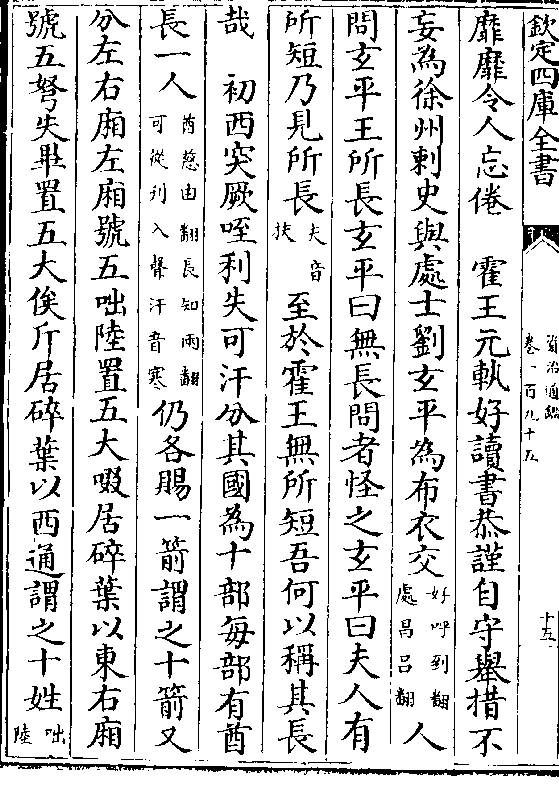 欽定四庫全書
資治通鑑
卷一百九十五
十五
靡靡令人忘倦　霍王元軌好讀書恭謹自守舉措不
妄為徐州刺史與處士劉玄平為布衣交好呼到翻處昌呂翻人
問玄平王所長玄平曰無長問者怪之玄平曰夫人有
所短乃見所長夫音扶至於霍王無所短吾何以稱其長
哉　初西突厥咥利失可汗分其國為十部每部有酋
長一人酋慈由翻長知兩翻可從刋入聲汗音寒仍各賜一箭謂之十箭又
分左右廂左廂號五咄陸置五大啜居碎葉以東右廂
號五弩失畢置五大俟斤居碎葉以西通謂之十姓咄陸